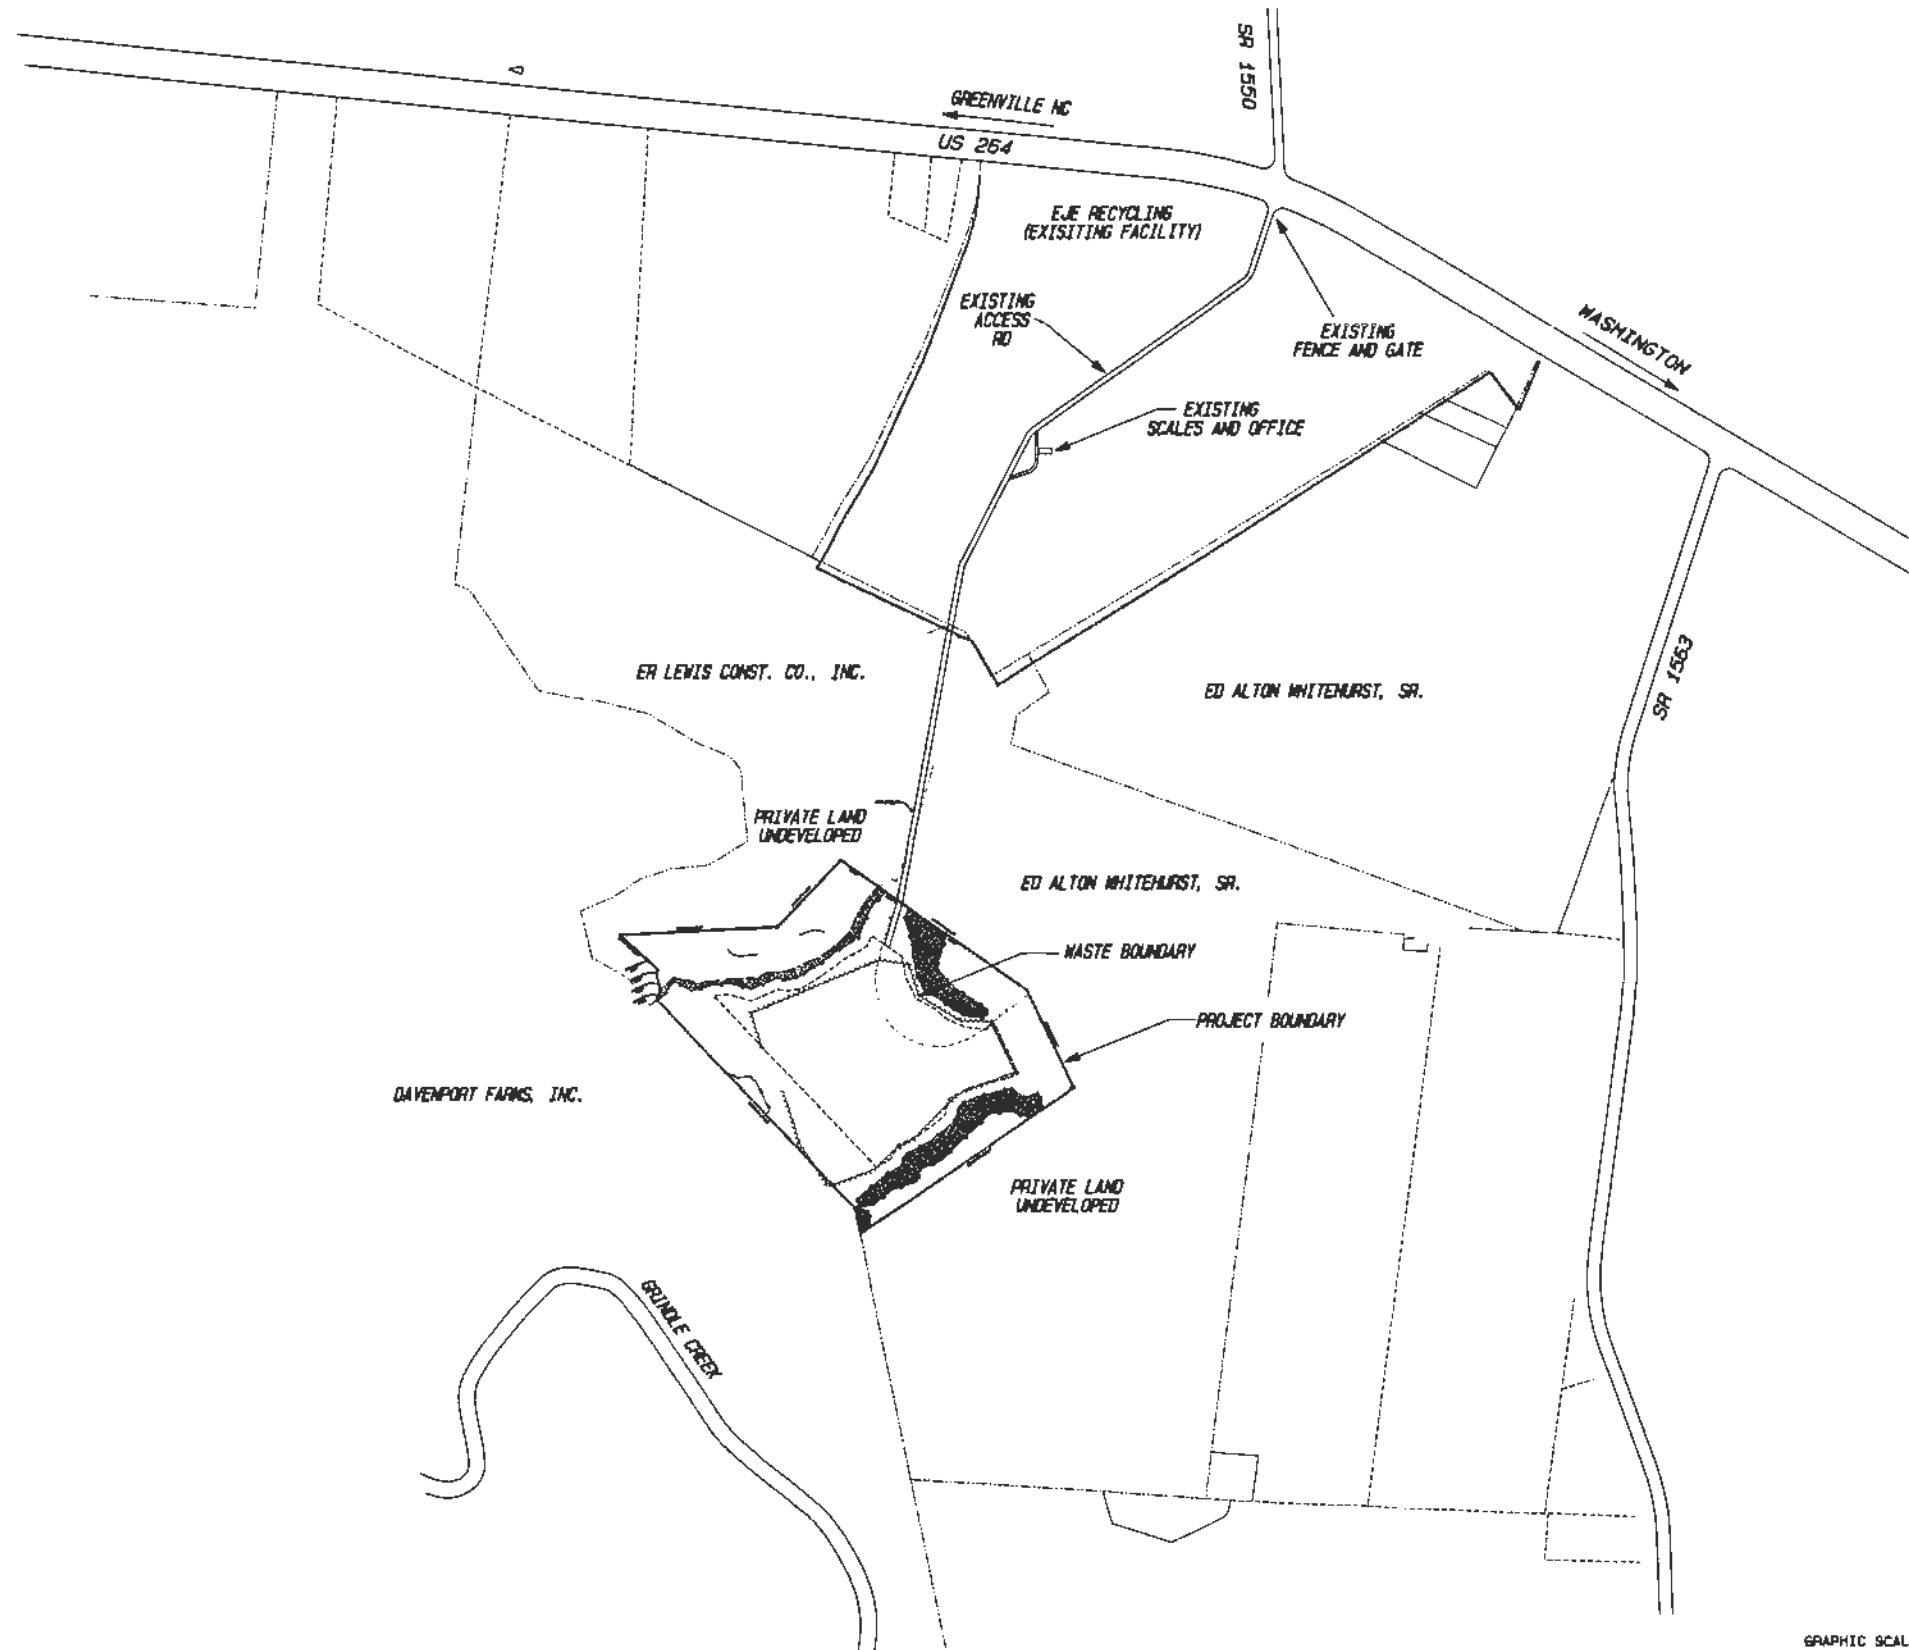 SR 1550
GREENVILLE NC
US 264
EJE RECYCLING
(EXISITING FACILITY)
EXISTING
ACCESS
RD
EXISTING
FENCE AND GATE
WASHINGTON
EXISTING
SCALES AND OFFICE
ER LEWIS CONST. CO., INC.
ED ALTON WHITEHURST, SR.
SR 1563
PRIVATE LAND
UNDEVELOPED
ED ALTON WHITEHURST, SR.
WASTE BOUNDARY
PROJECT BOUNDARY
DAVENPORT FARMS, INC.
PRIVATE LAND
UNDEVELOPED
GRINDLE CREEK
GRAPHIC SCAL